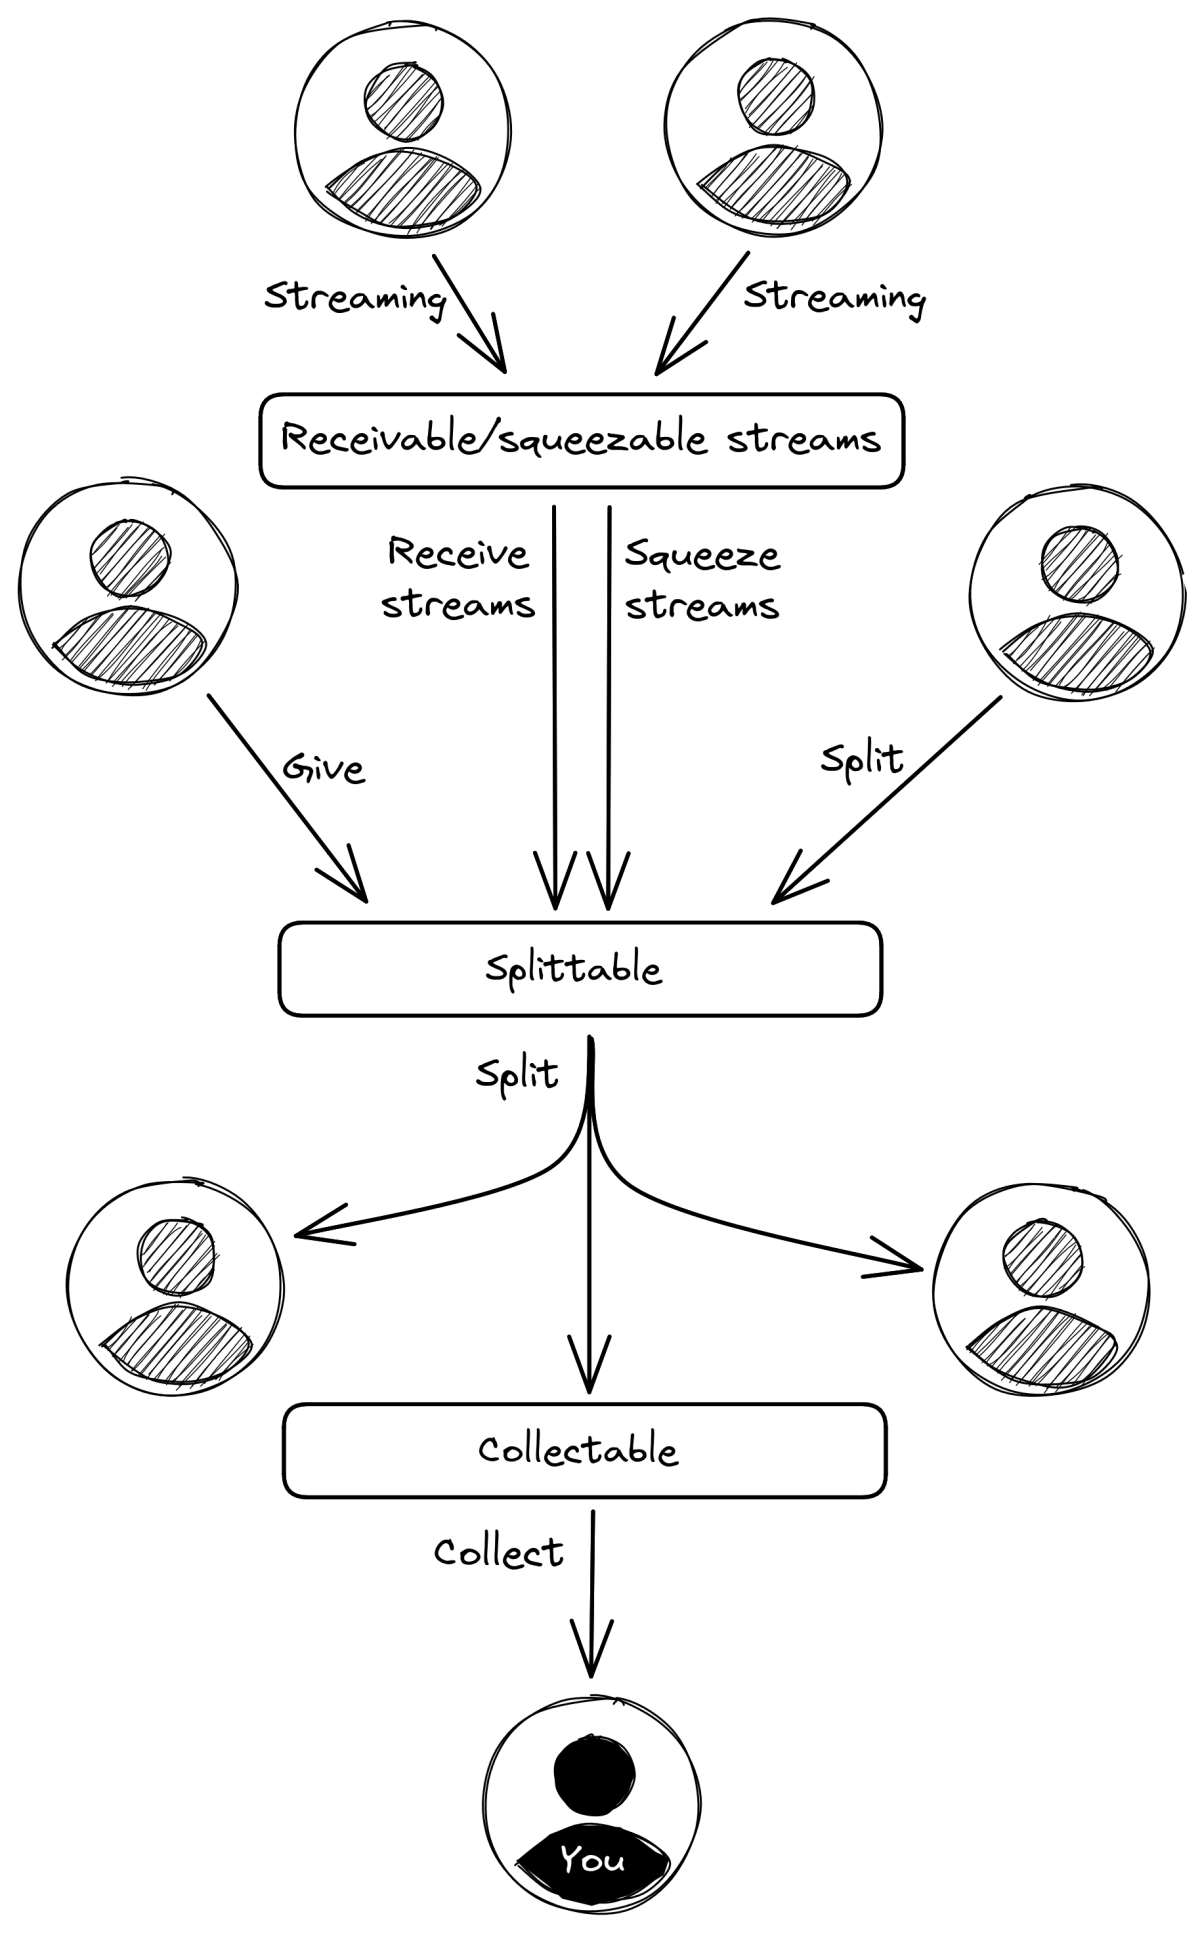 Streaming
Streaming
Receivable/squeezable streams
Receive
streams
Squeeze
streams
Give
Split
Splittable
Split
Collectable
Collect
You